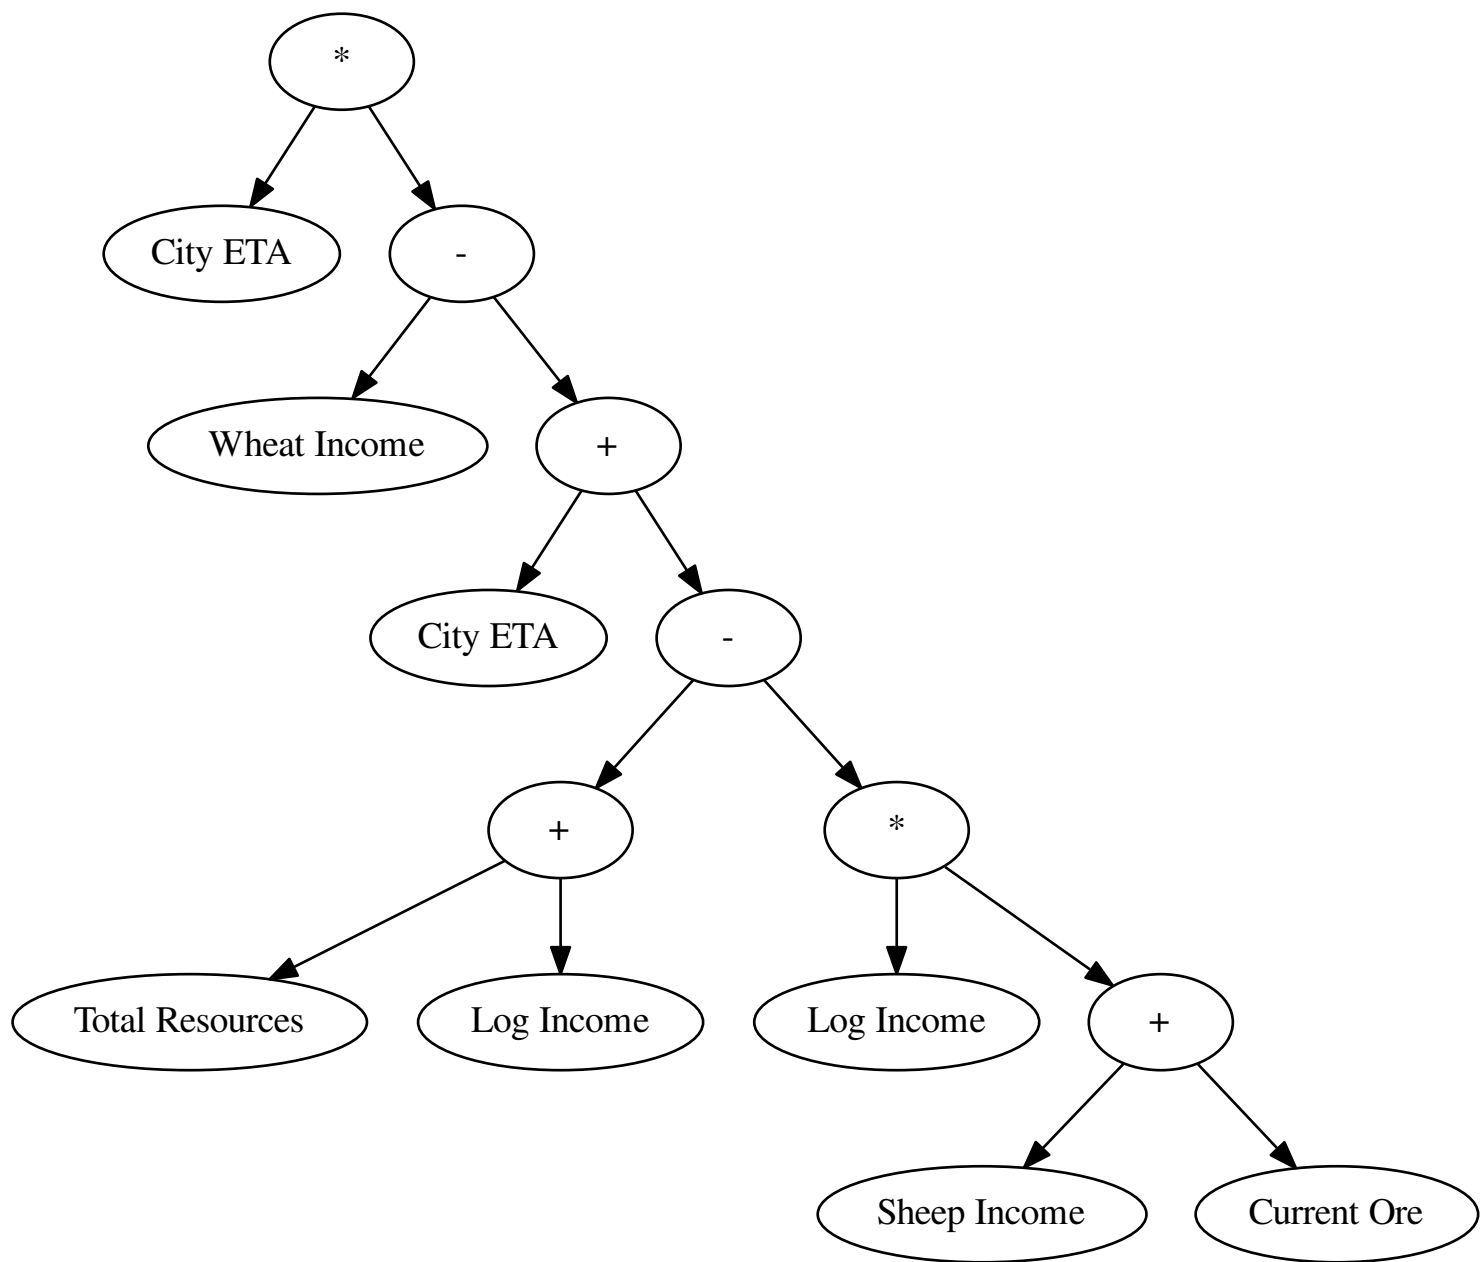 *
City ETA
-
Wheat Income
+
City ETA
-
+
*
Total Resources
Log Income
Log Income
+
Sheep Income
Current Ore